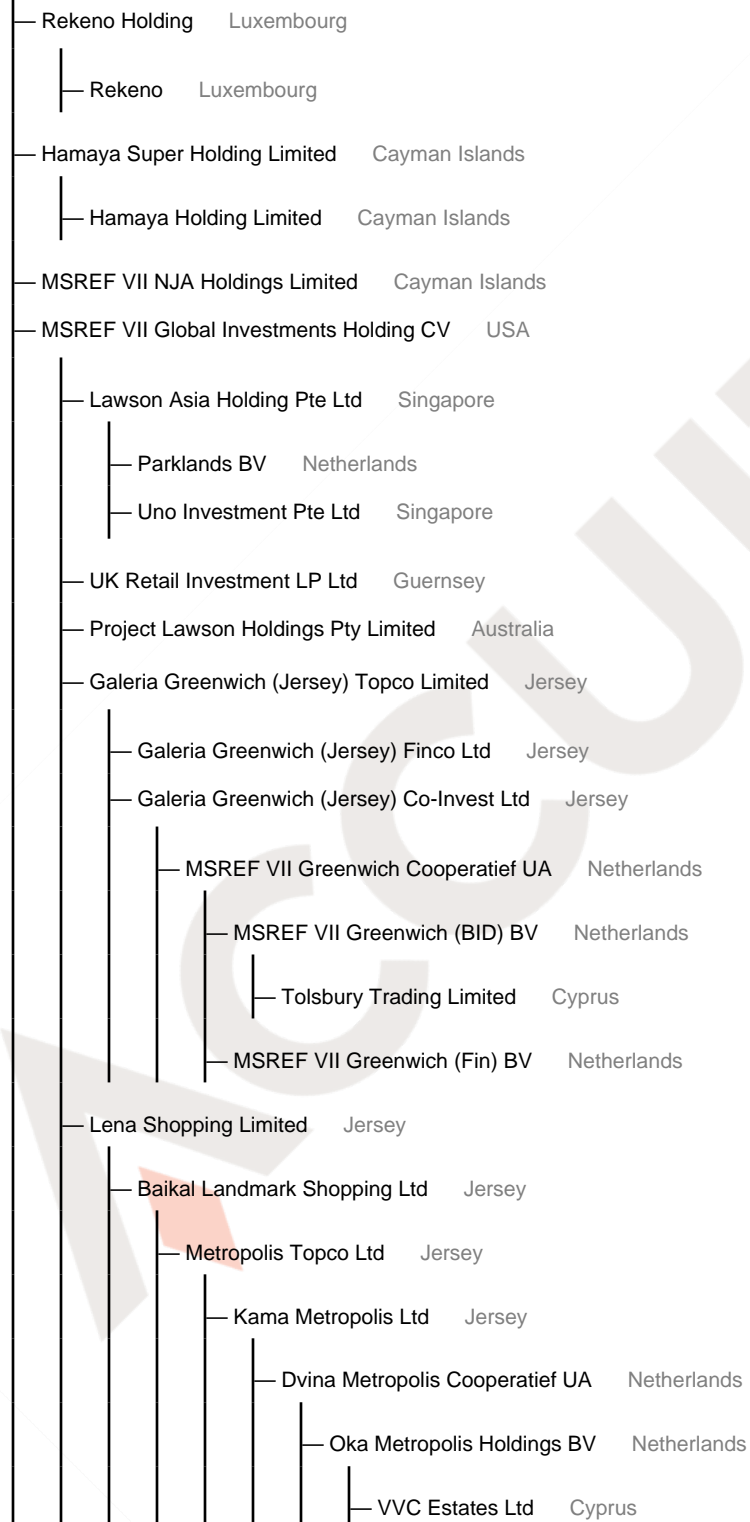 Rekeno Holding Luxembourg
Rekeno Luxembourg
Hamaya Super Holding Limited Cayman Islands
Hamaya Holding Limited Cayman Islands
MSREF VII NJA Holdings Limited Cayman Islands
MSREF VII Global Investments Holding CV USA
Lawson Asia Holding Pte Ltd Singapore
Parklands BV Netherlands
Uno Investment Pte Ltd Singapore
UK Retail Investment LP Ltd Guernsey
Project Lawson Holdings Pty Limited Australia
Galeria Greenwich (Jersey) Topco Limited Jersey
Galeria Greenwich (Jersey) Finco Ltd Jersey
Galeria Greenwich (Jersey) Co-Invest Ltd Jersey
MSREF VII Greenwich Cooperatief UA Netherlands
MSREF VII Greenwich (BID) BV Netherlands
Tolsbury Trading Limited Cyprus
MSREF VII Greenwich (Fin) BV Netherlands
Lena Shopping Limited Jersey
Baikal Landmark Shopping Ltd Jersey
Metropolis Topco Ltd Jersey
Kama Metropolis Ltd Jersey
Dvina Metropolis Cooperatief UA Netherlands
Oka Metropolis Holdings BV Netherlands
VVC Estates Ltd Cyprus